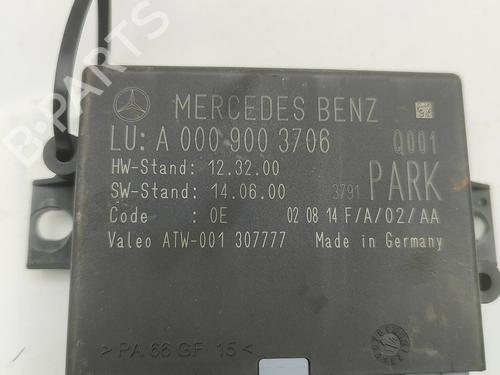 MERCEDES BENZ
LU: A 000 900 3706 Q001
HW-Stand: 12.32.00
SW-Stand: 14.06.00 3791 PARK
Code : 0E 02 08 14 F/A/02/AA
Valeo ATW-001 307777 Made in Germany
>PA 66 GF 15<
B-PARTS